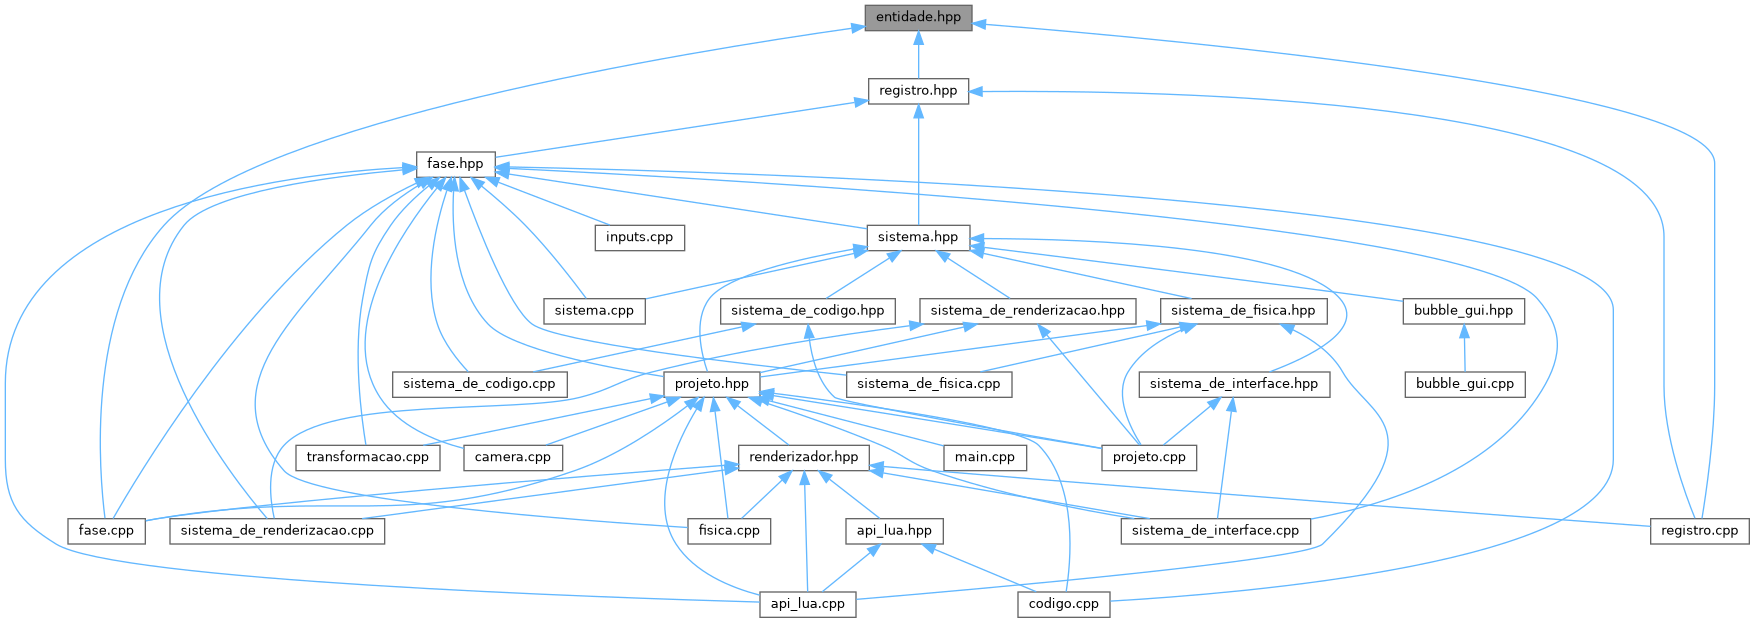 entidade.hpp
registro.hpp
fase.hpp
inputs.cpp
sistema.hpp
sistema.cpp
sistema_de_codigo.hpp
sistema_de_renderizacao.hpp
sistema_de_fisica.hpp
bubble_gui.hpp
sistema_de_codigo.cpp
projeto.hpp
sistema_de_fisica.cpp
sistema_de_interface.hpp
bubble_gui.cpp
transformacao.cpp
camera.cpp
renderizador.hpp
main.cpp
projeto.cpp
fase.cpp
sistema_de_renderizacao.cpp
fisica.cpp
api_lua.hpp
sistema_de_interface.cpp
registro.cpp
api_lua.cpp
codigo.cpp